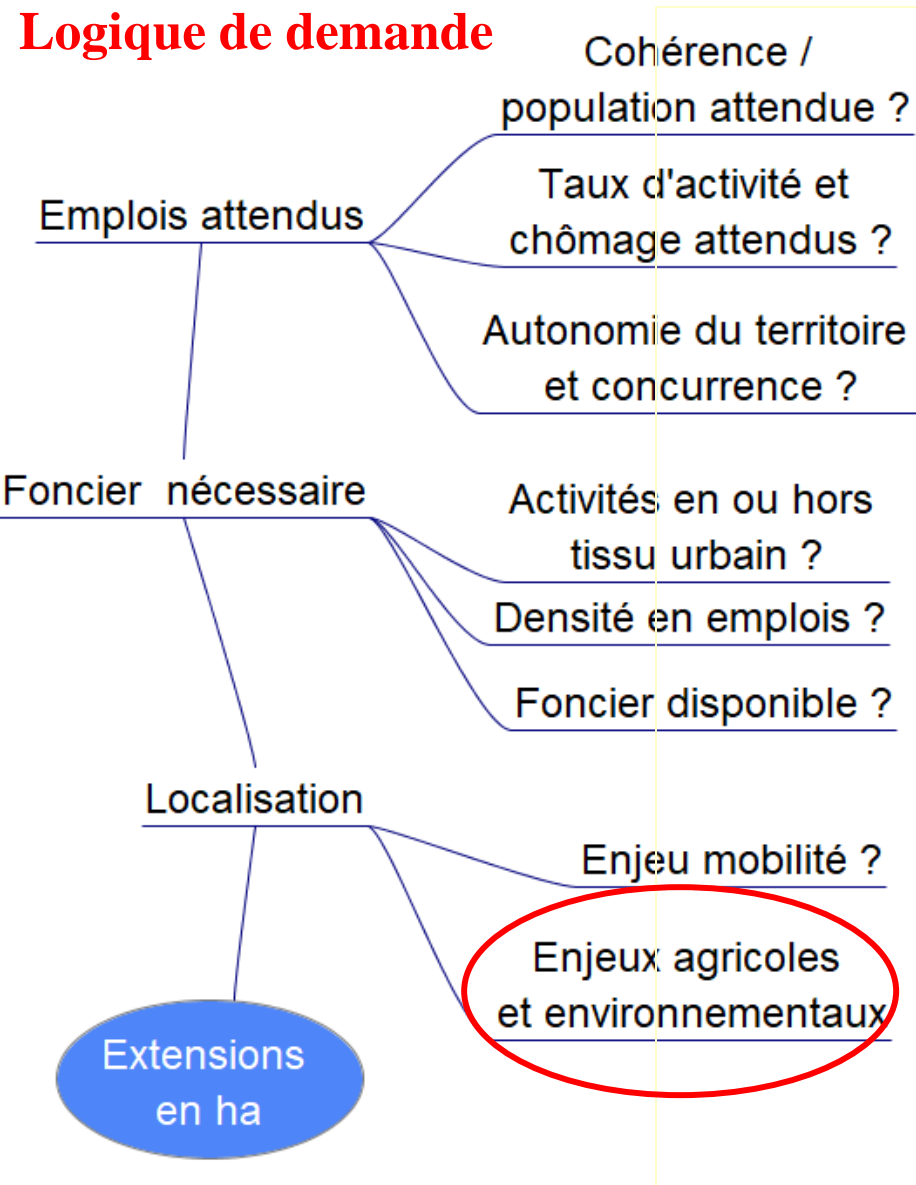 Logique de demande
Cohérence /
population attendue ?
Emplois attendus
Taux d'activité et
chômage attendus ?
Autonomie du territoire
et concurrence ?
Foncier nécessaire
Activités en ou hors
tissu urbain ?
Densité en emplois ?
Foncier disponible ?
Localisation
Enjeu mobilité ?
Enjeux agricoles
et environnementaux
Extensions
en ha